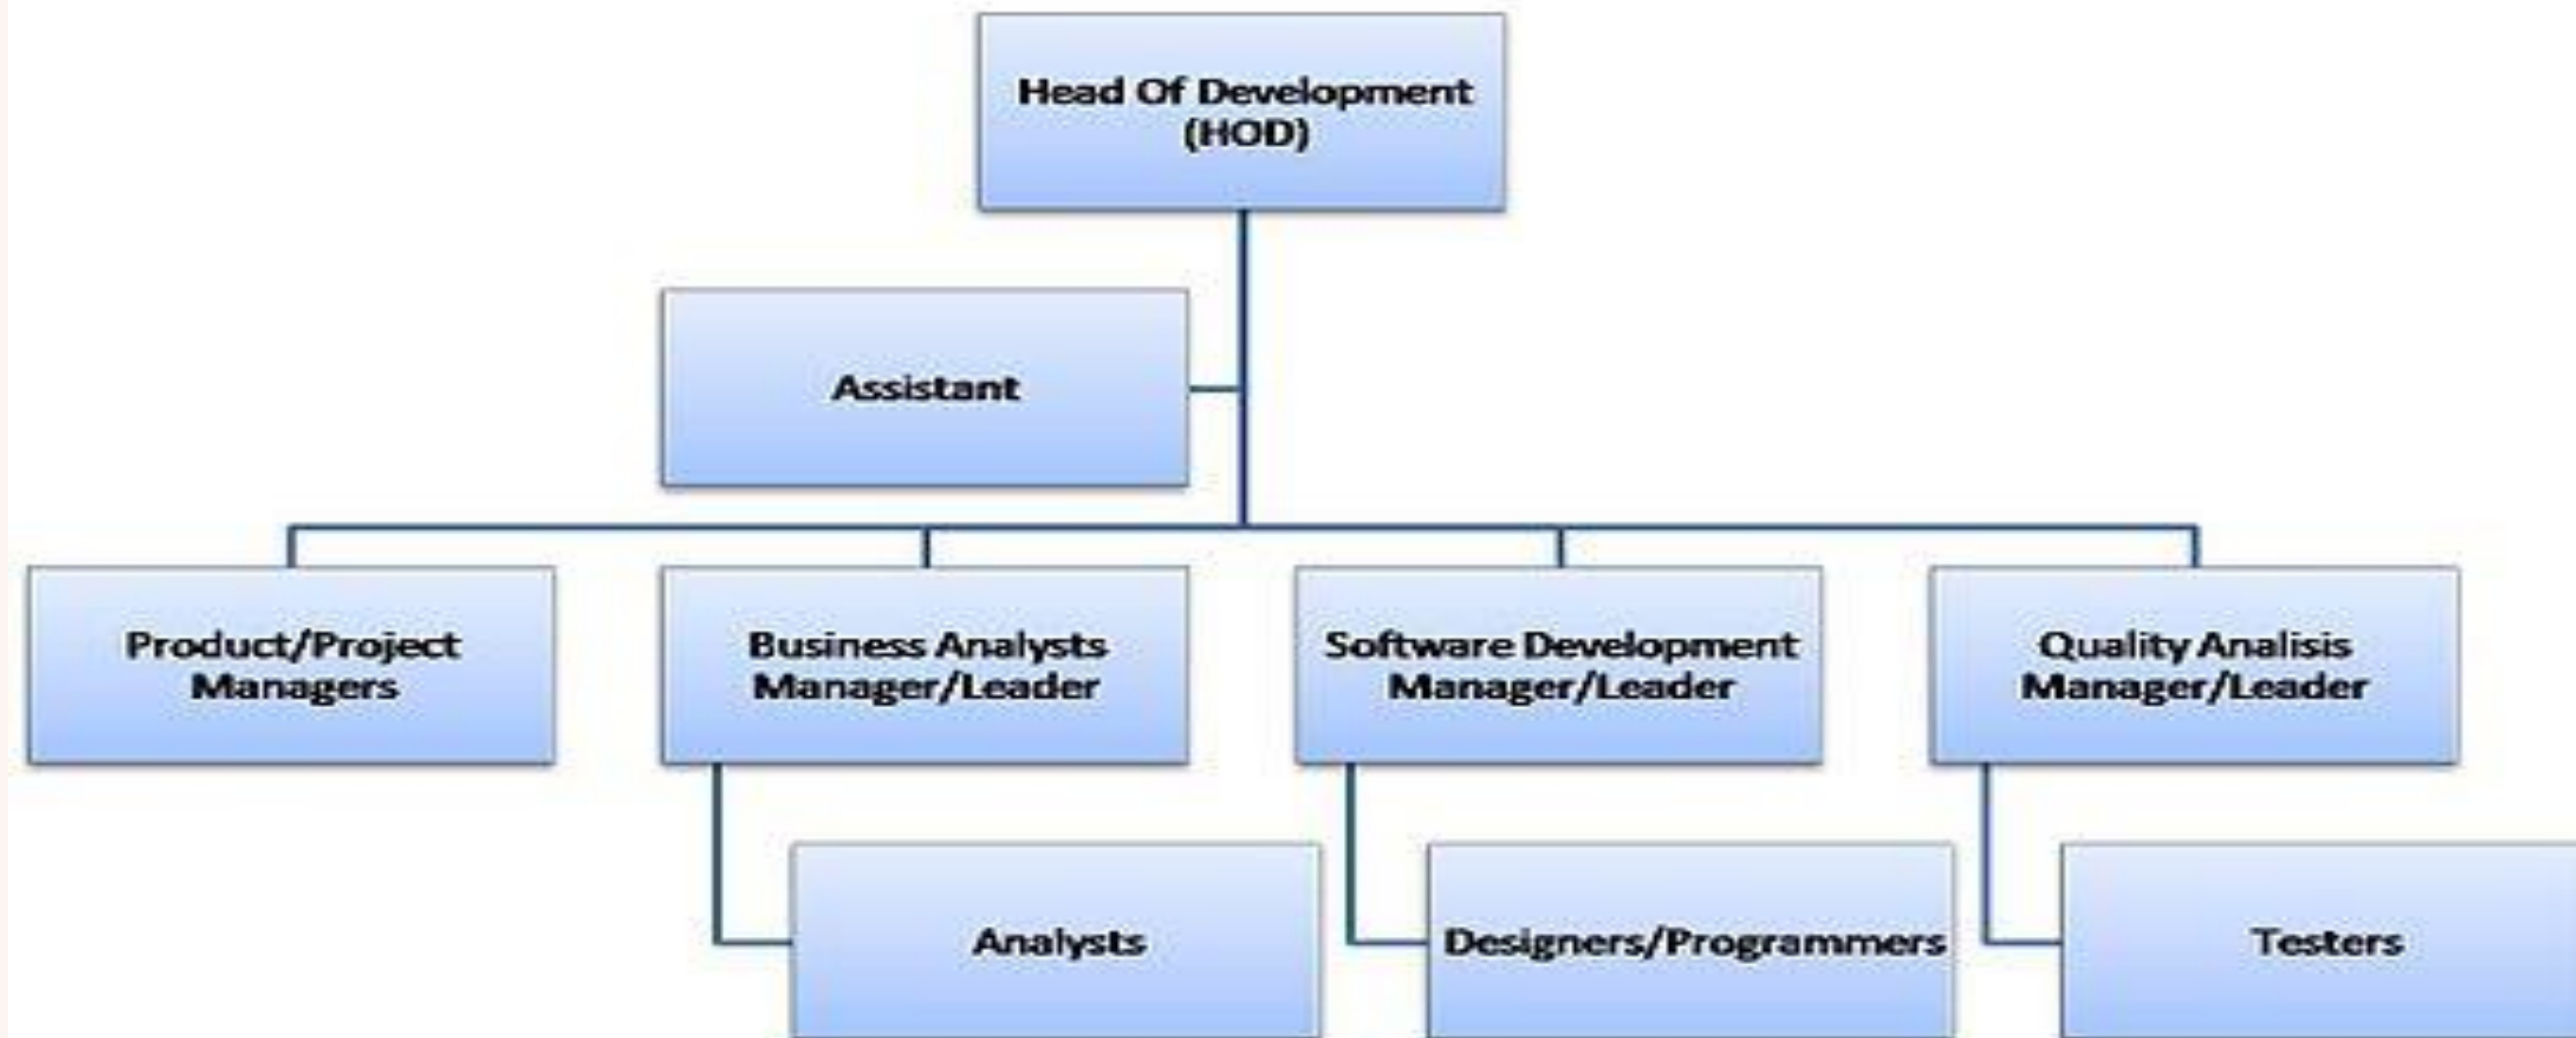 Head Of Development
(HOD)
Assistant
Product/Project
Managers
Business Analysts
Manager/Leader
Software Development
Manager/Leader
Quality Analisis
Manager/Leader
Analysts
Designers/Programmers
Testers